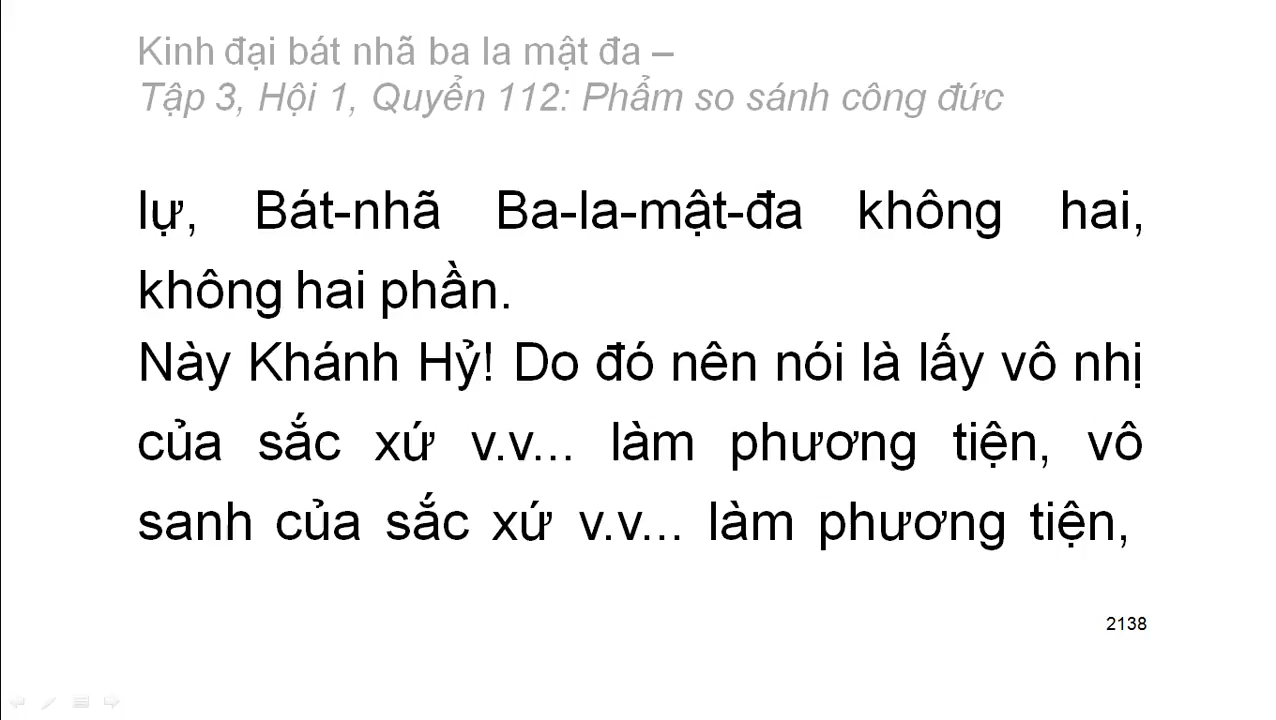 Kinh đại bát nhã ba la mật đa –
Tập 3, Hội 1, Quyển 112: Phẩm so sánh công đức
lự, Bát-nhã Ba-la-mật-đa không hai,
không hai phần.
Này Khánh Hỷ! Do đó nên nói là lấy vô nhị
của sắc xứ v.v... làm phương tiện, vô
sanh của sắc xứ v.v... làm phương tiện,
2138